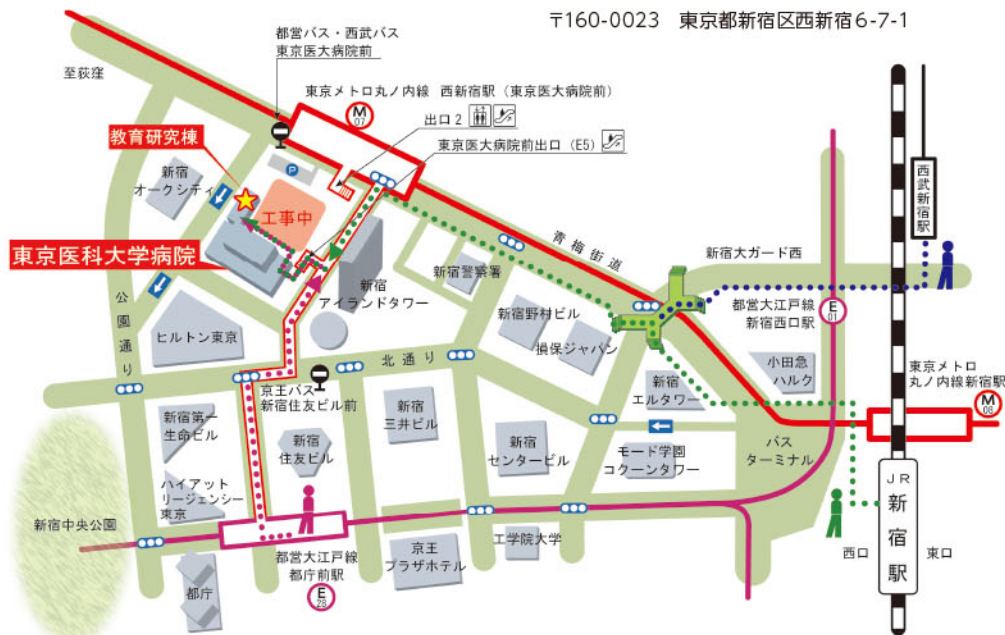 〒160-0023 東京都新宿区西新宿6-7-1
都営バス・西武バス
東京医大病院前
至荻窪
東京メトロ丸ノ内線 西新宿駅（東京医大病院前）
M
07
出口2
東京医大病院前出口（E5）
教育研究棟
P
新宿
オークシティ
工事中
東京医科大学病院
西武新宿駅
青梅街道
新宿大ガード西
新宿警察署
新宿
アイランドタワー
公園通り
都営大江戸線
新宿西口駅
E
01
新宿野村ビル
ヒルトン東京
損保ジャパン
北通り
小田急
ハルク
東京メトロ
丸ノ内線新宿駅
M
08
京王バス
新宿住友ビル前
新宿
エルタワー
新宿第一
生命ビル
新宿
三井ビル
新宿
住友ビル
新宿
センタービル
モード学園
コクーンタワー
バス
ターミナル
ハイアット
リージェンシー
東京
JR
新宿駅
新宿中央公園
工学院大学
西口
東口
都営大江戸線
都庁前駅
E
28
京王
プラザホテル
都庁